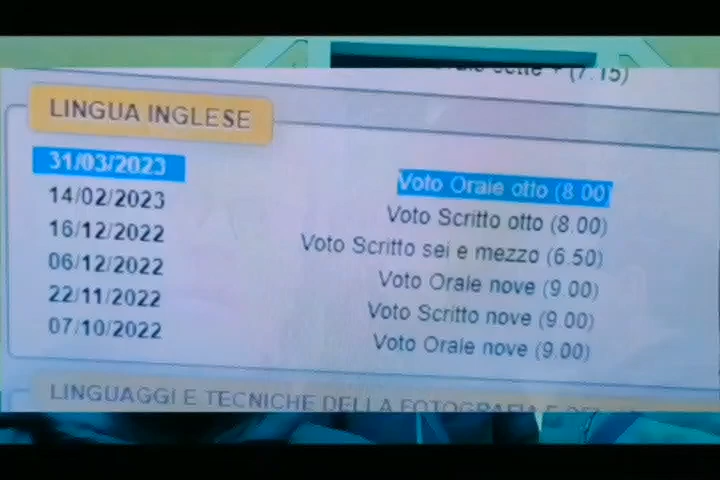 (7.15)
LINGUA INGLESE
31/03/2023 Voto Orale otto (8.00)
14/02/2023 Voto Scritto otto (8.00)
16/12/2022 Voto Scritto sei e mezzo (6.50)
06/12/2022 Voto Orale nove (9.00)
22/11/2022 Voto Scritto nove (9.00)
07/10/2022 Voto Orale nove (9.00)
LINGUAGGI E TECNICHE DELLA FOTOGRAFIA E